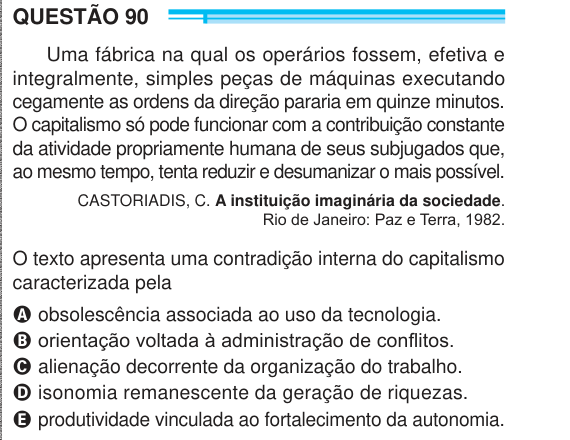 QUESTÃO 90
Uma fábrica na qual os operários fossem, efetiva e
integralmente, simples peças de máquinas executando
cegamente as ordens da direção pararia em quinze minutos.
O capitalismo só pode funcionar com a contribuição constante
da atividade propriamente humana de seus subjugados que,
ao mesmo tempo, tenta reduzir e desumanizar o mais possível.
CASTORIADIS, C. A instituição imaginária da sociedade.
Rio de Janeiro: Paz e Terra, 1982.
O texto apresenta uma contradição interna do capitalismo
caracterizada pela
A obsolescência associada ao uso da tecnologia.
B orientação voltada à administração de conflitos.
C alienação decorrente da organização do trabalho.
D isonomia remanescente da geração de riquezas.
E produtividade vinculada ao fortalecimento da autonomia.